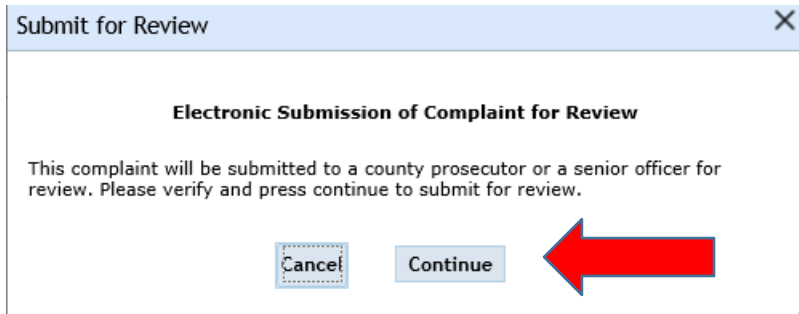 Submit for Review
Electronic Submission of Complaint for Review
This complaint will be submitted to a county prosecutor or a senior officer for
review. Please verify and press continue to submit for review.
Cancel
Continue